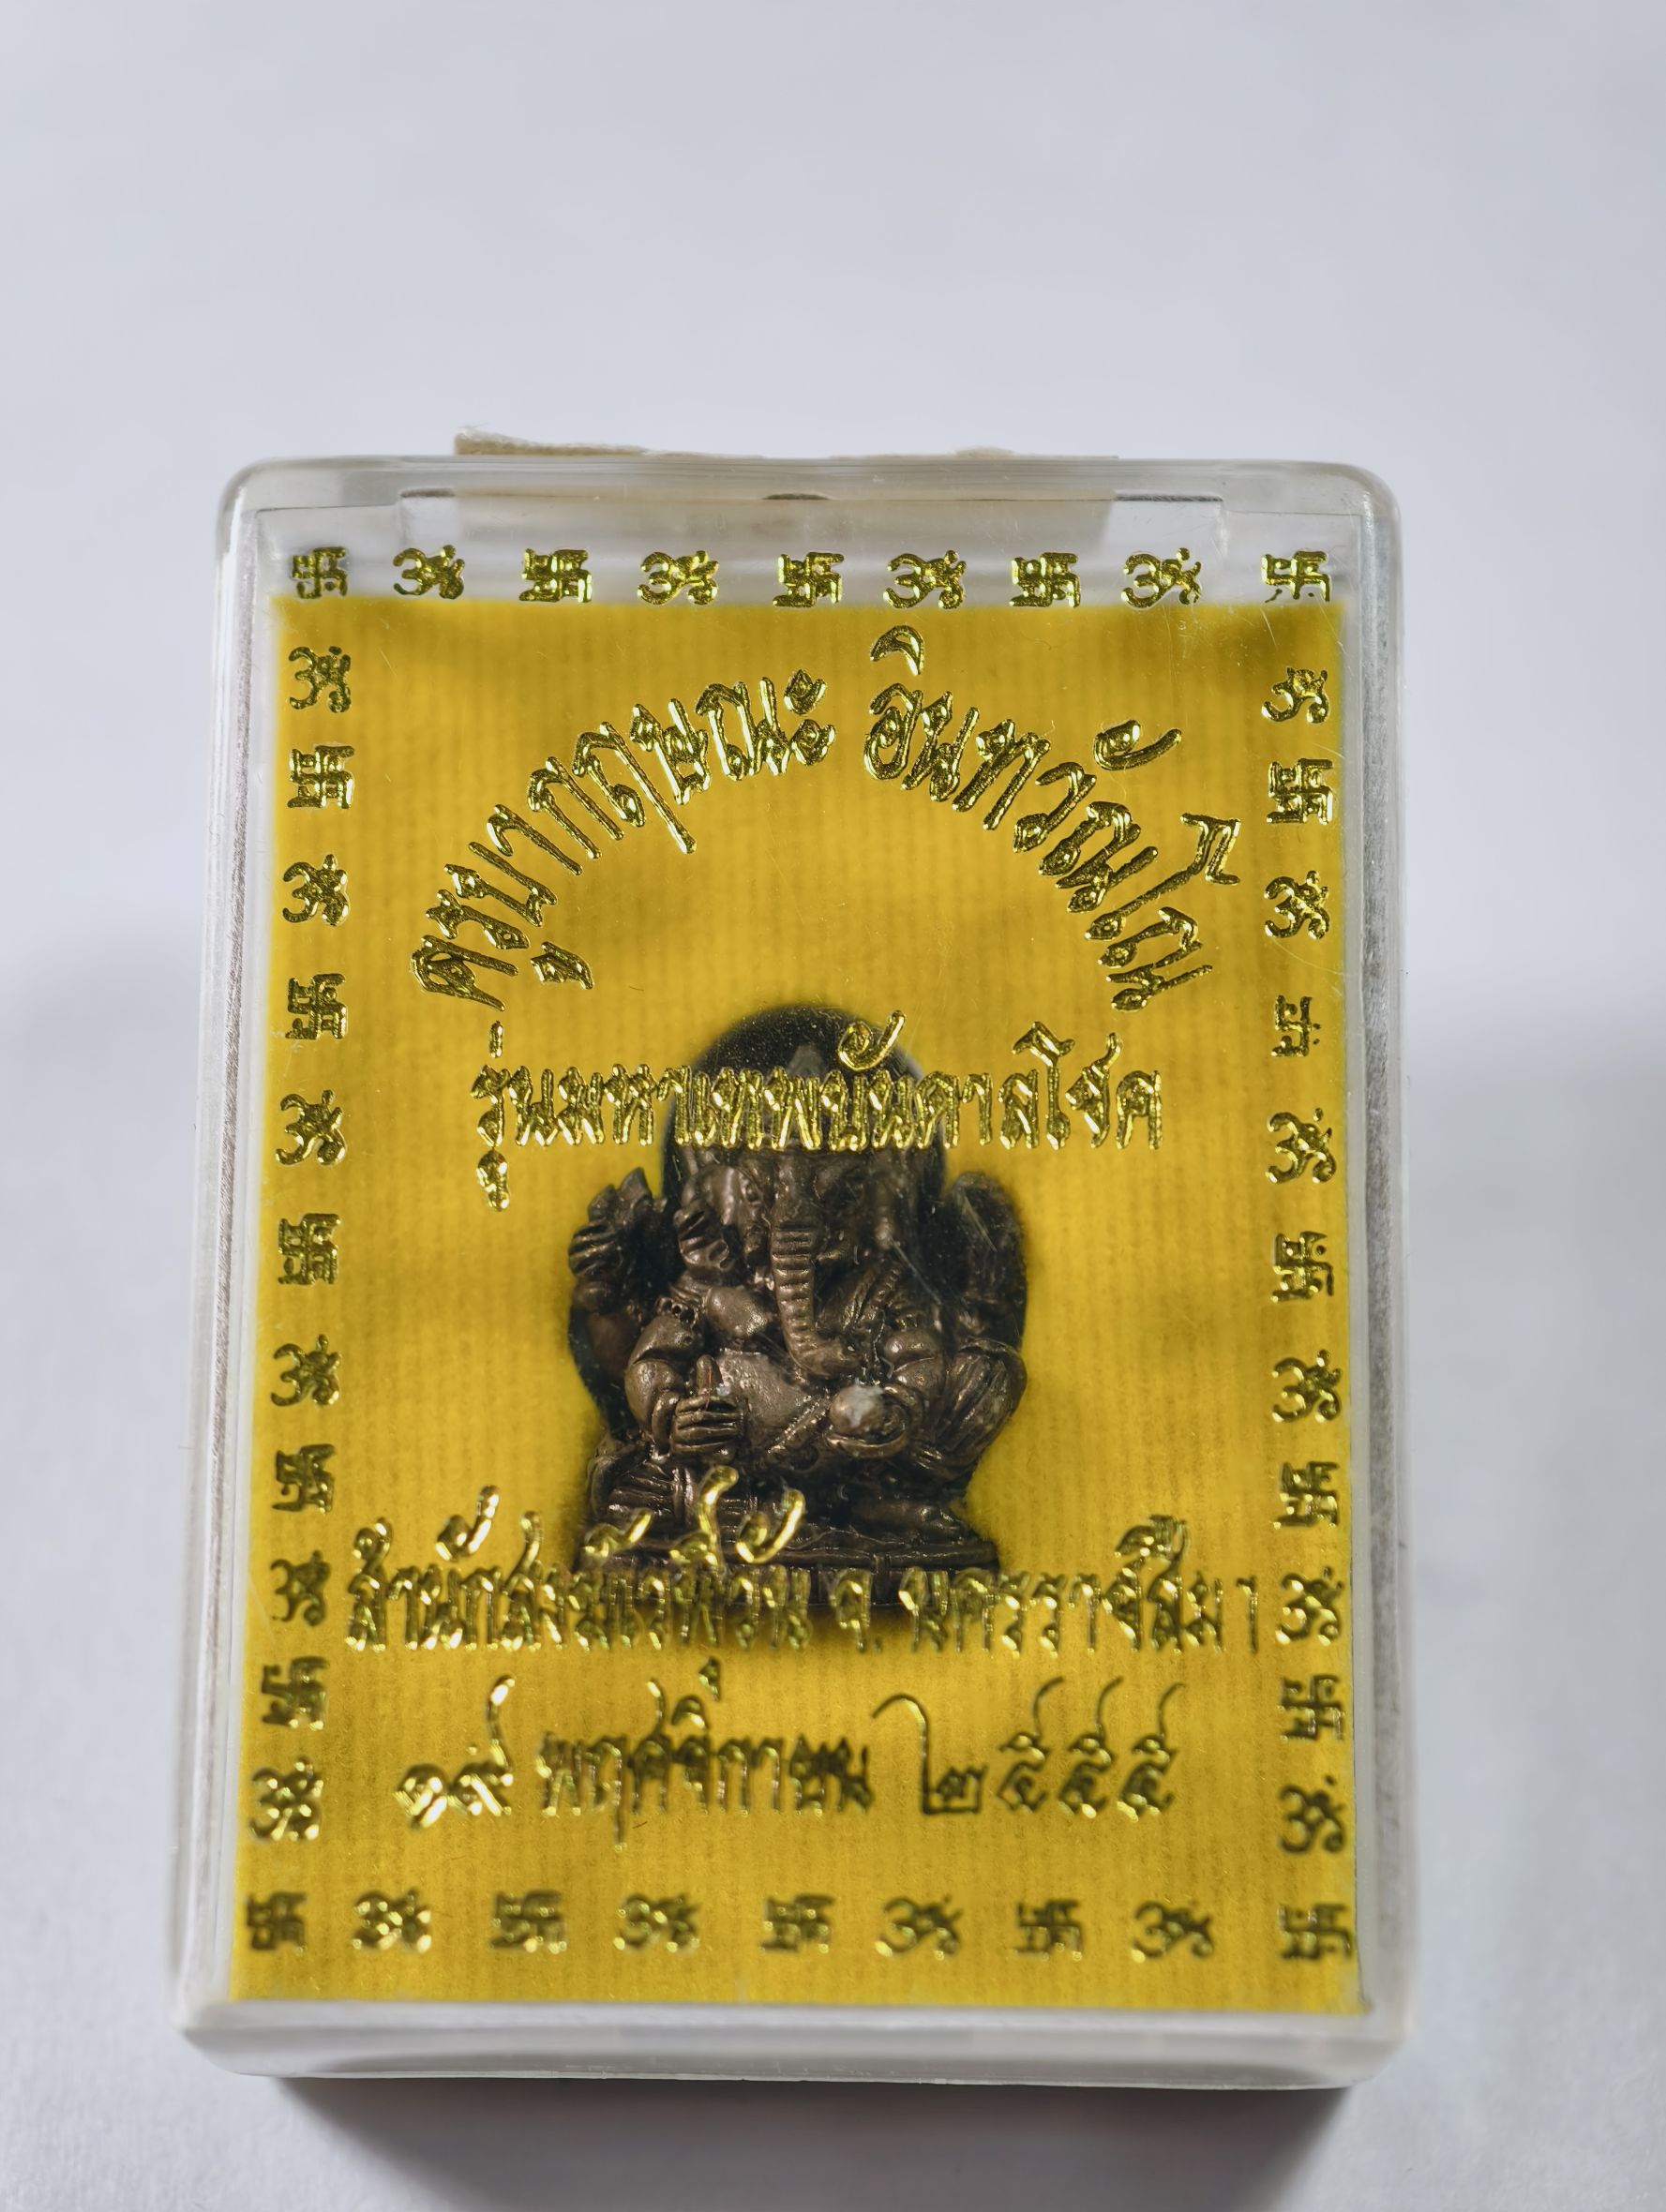 ครูบากฤษณะ อินทวณฺโณ
รุ่นมหาเทพบันดาลโชค
สำนักสงฆ์เวฬุวัน จ.นครราชสีมา
๑๙ พฤศจิกายน ๒๕๕๕